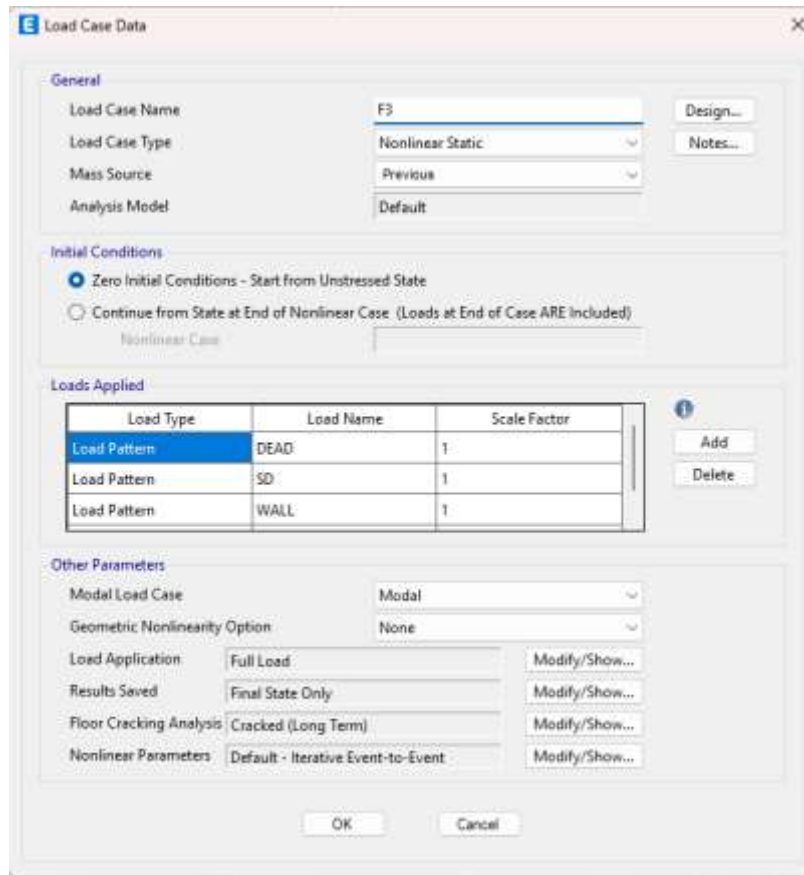 E Load Case Data
General
Load Case Name F3 Design...
Load Case Type Nonlinear Static Notes...
Mass Source Previous
Analysis Model Default
Initial Conditions
Zero Initial Conditions - Start from Unstressed State
Continue from State at End of Nonlinear Case (Loads at End of Case ARE Included)
Nonlinear Case
Loads Applied
Load Type Load Name Scale Factor
Load Pattern DEAD 1 Add
Load Pattern SD 1 Delete
Load Pattern WALL 1
Other Parameters
Modal Load Case Modal
Geometric Nonlinearity Option None
Load Application Full Load Modify/Show...
Results Saved Final State Only Modify/Show...
Floor Cracking Analysis Cracked (Long Term) Modify/Show...
Nonlinear Parameters Default - Iterative Event-to-Event Modify/Show...
OK Cancel